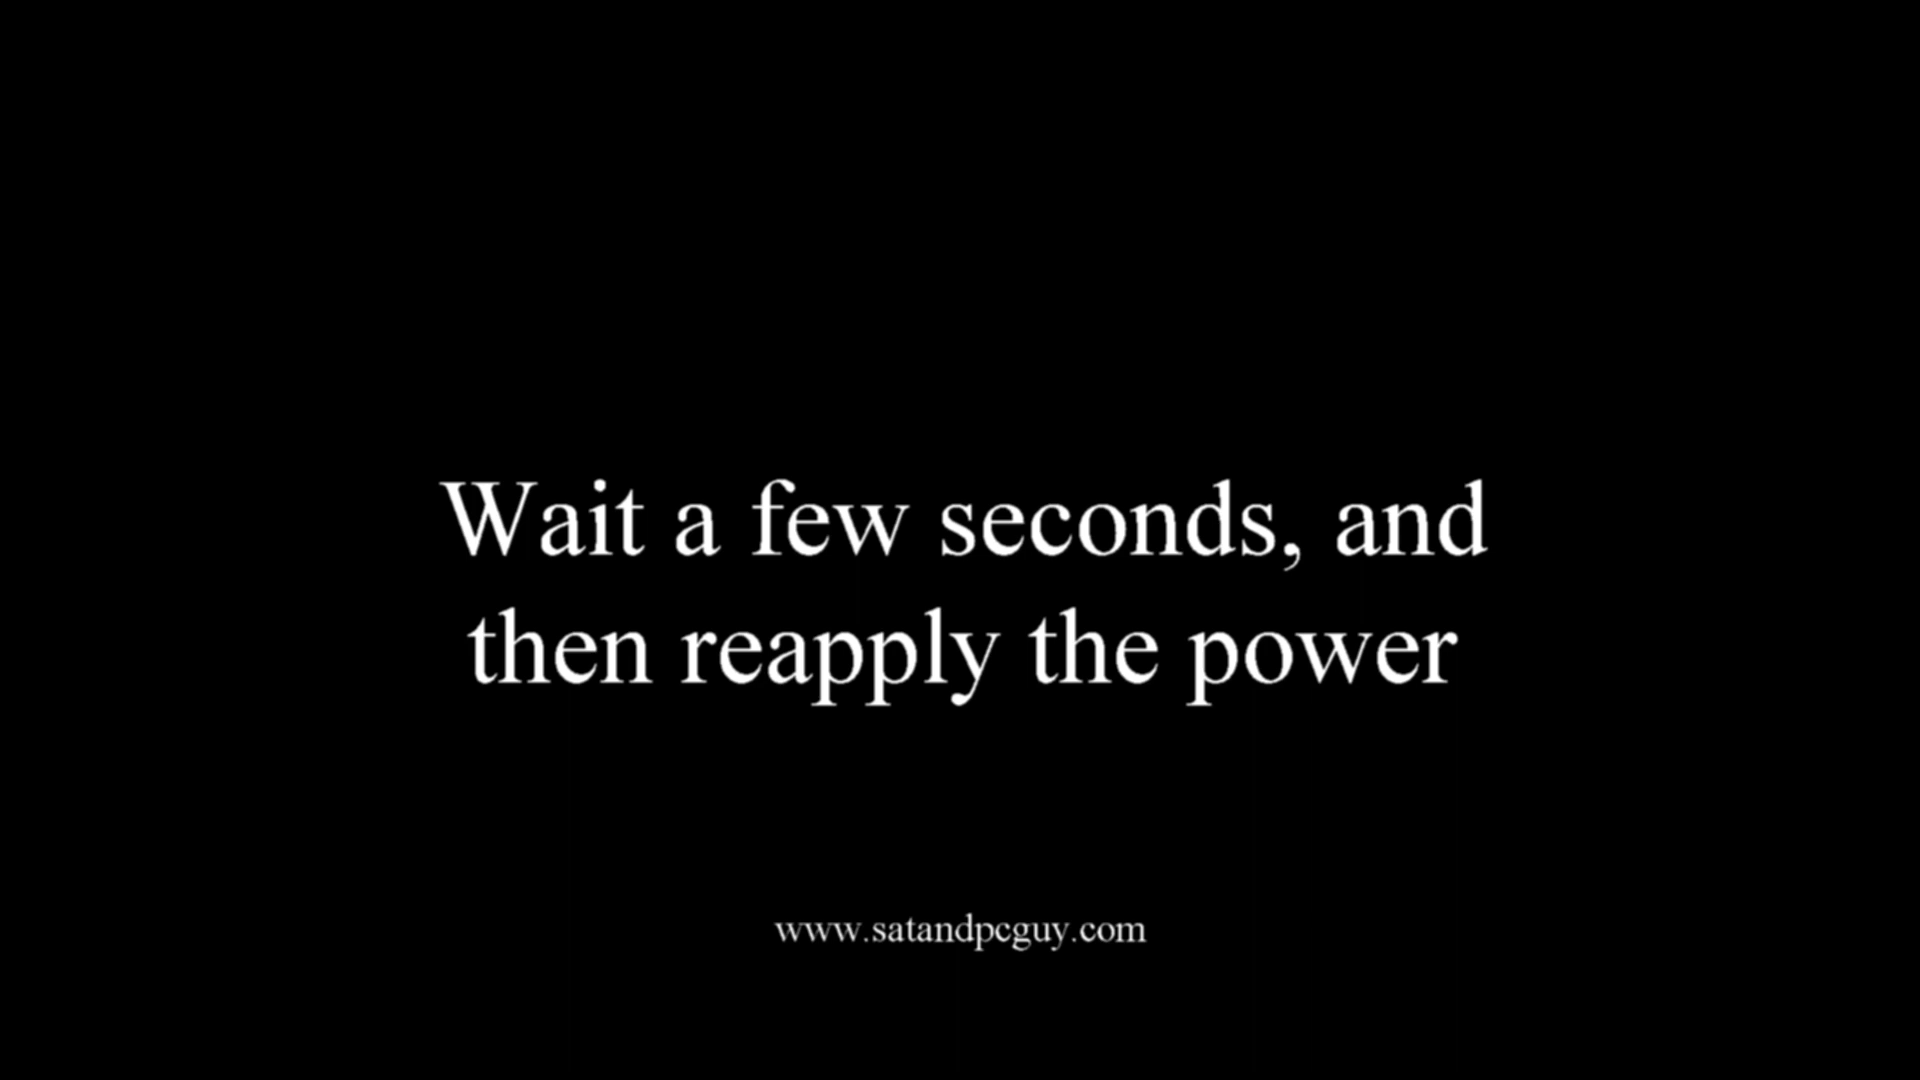 Wait a few seconds, and
then reapply the power
www.satandpcguy.com